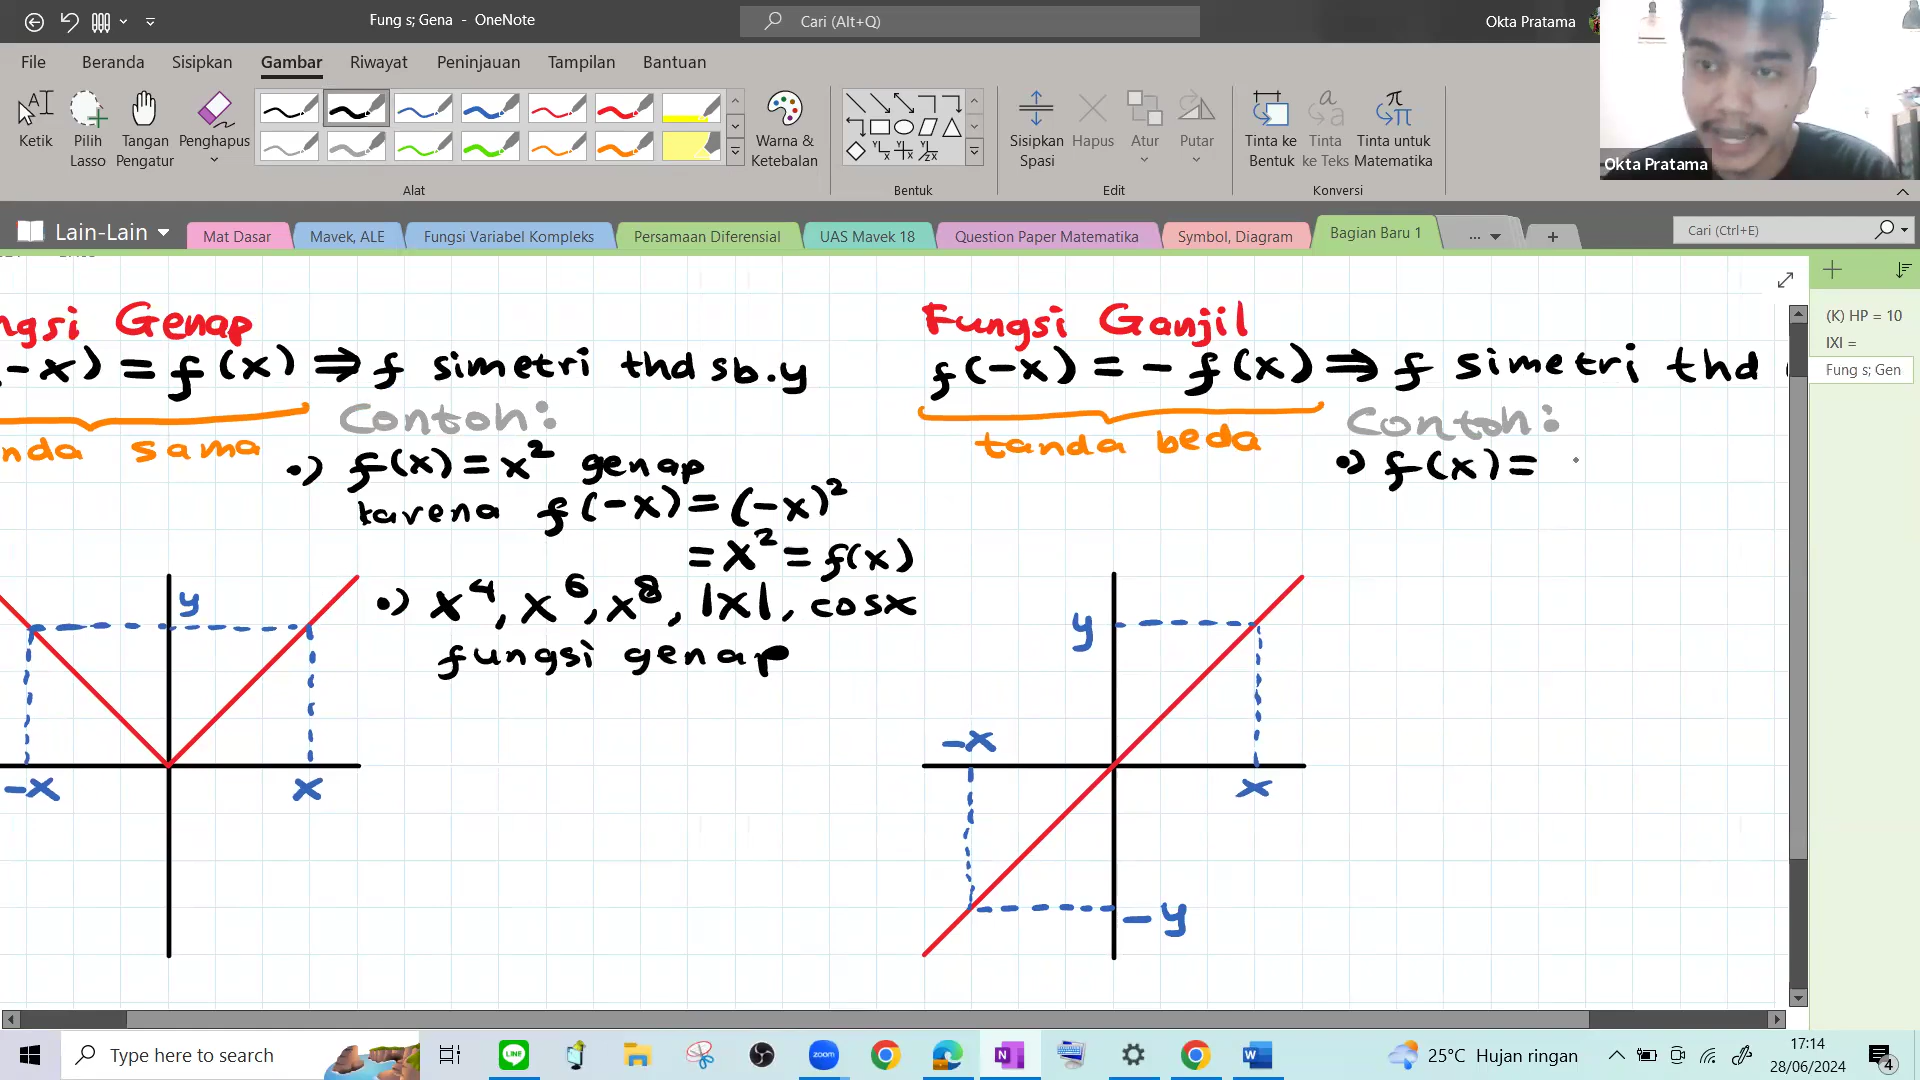 Fung s; Gena - OneNote
Cari (Alt+Q)
Okta Pratama
File Beranda Sisipkan Gambar Riwayat Peninjauan Tampilan Bantuan
Ketik
Pilih Lasso
Tangan Pengatur
Penghapus
Warna & Ketebalan
Sisipkan Spasi
Hapus
Atur
Putar
Tinta ke Bentuk
Tinta ke Teks
Tinta untuk Matematika
Alat
Bentuk
Edit
Konversi
Okta Pratama
Lain-Lain
Mat Dasar
Mavek, ALE
Fungsi Variabel Kompleks
Persamaan Diferensial
UAS Mavek 18
Question Paper Matematika
Symbol, Diagram
Bagian Baru 1
...
Cari (Ctrl+E)
(K) HP = 10
IXI =
Fung s; Gen
ngsi Genap
-x) = f(x) ⇒ f simetri thd sb.y
nda sama
Contoh:
•) f(x) = x² genap
karena f(-x) = (-x)²
= x² = f(x)
•) x⁴, x⁶, x⁸, |x|, cosx
fungsi genap
y
-x
x
Fungsi Ganjil
f(-x) = - f(x) ⇒ f simetri thd
tanda beda
Contoh:
•) f(x) =
y
-x
x
-y
Type here to search
zoom
25°C Hujan ringan
17:14
28/06/2024
4